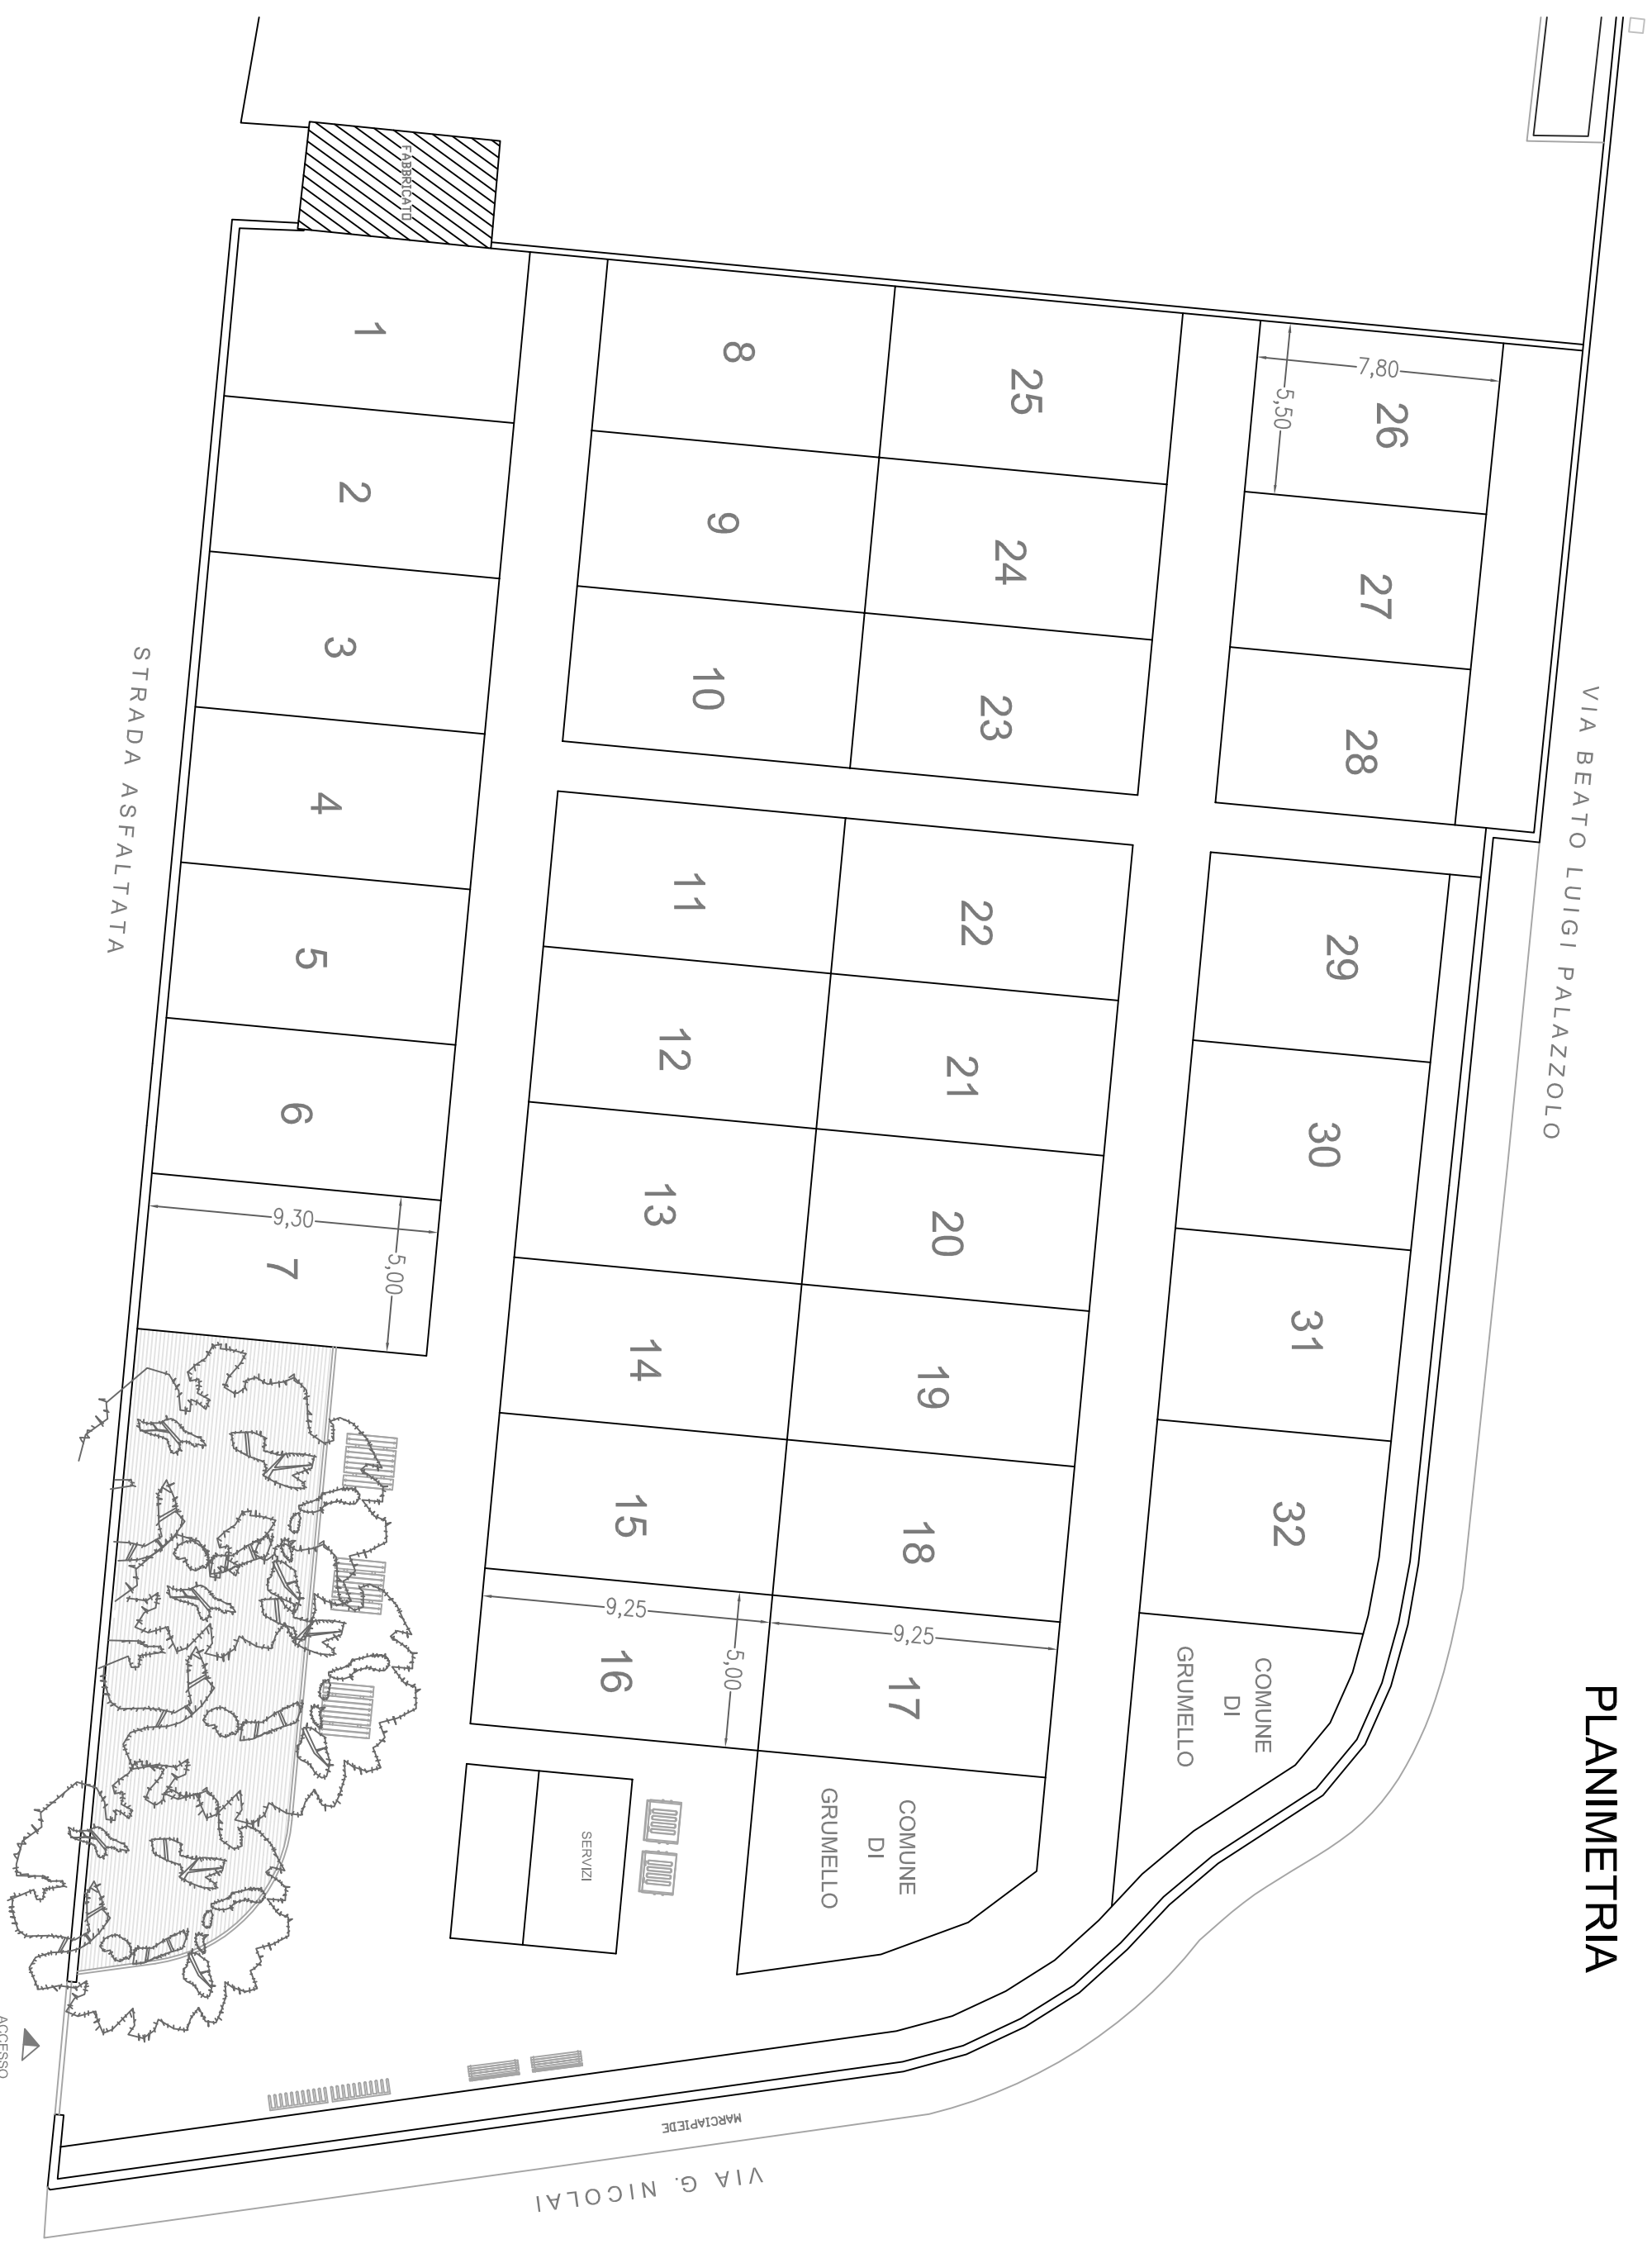 PLANIMETRIA
VIA BEATO LUIGI PALAZZOLO
STRADA ASFALTATA
VIA G. NICOLAI
MARCIAPIEDE
ACCESSO
FABBRICATO
1
2
3
4
5
6
7
9,30
5,00
8
9
10
11
12
13
14
15
16
9,25
5,00
25
24
23
22
21
20
19
18
17
9,25
26
7,80
5,50
27
28
29
30
31
32
COMUNE
DI
GRUMELLO
COMUNE
DI
GRUMELLO
SERVIZI